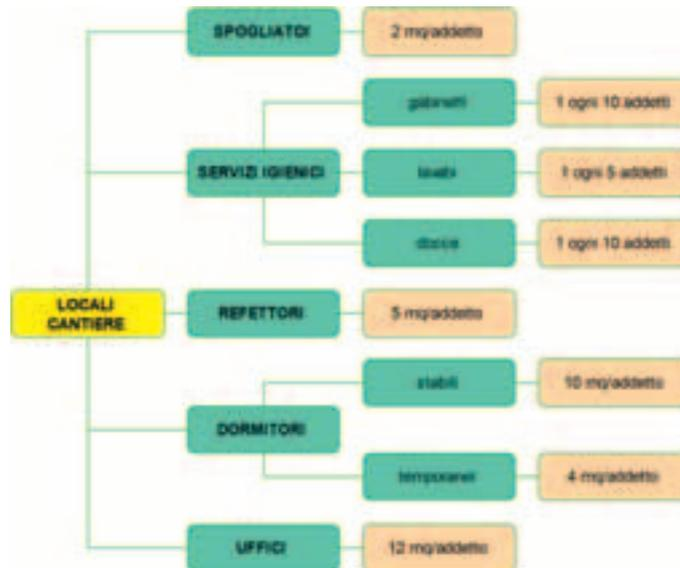 SPOGLIATOI 2 mq/addetto
gabinetti 1 ogni 10 addetti
SERVIZI IGIENICI lavabi 1 ogni 5 addetti
docce 1 ogni 10 addetti
LOCALI
CANTIERE
REFETTORI 5 mq/addetto
stabili 10 mq/addetto
DORMITORI
temporanei 4 mq/addetto
UFFICI 12 mq/addetto